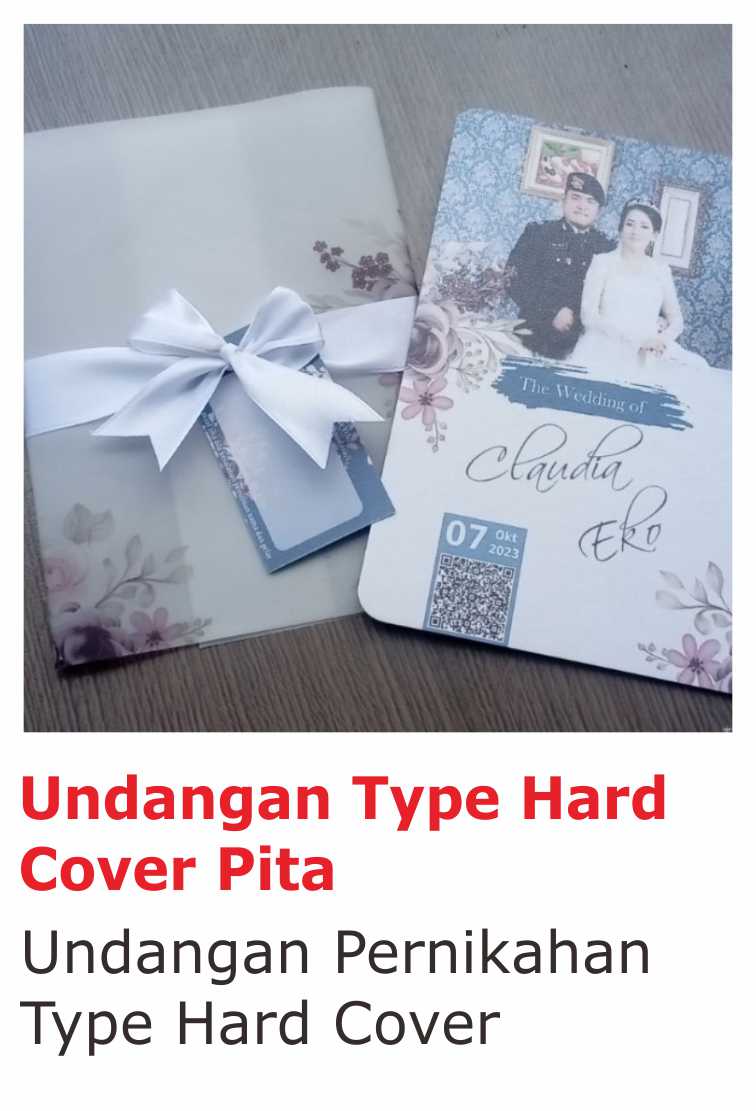 The Wedding of
Claudia
Eko
07 Okt
2023
Undangan Type Hard
Cover Pita
Undangan Pernikahan
Type Hard Cover